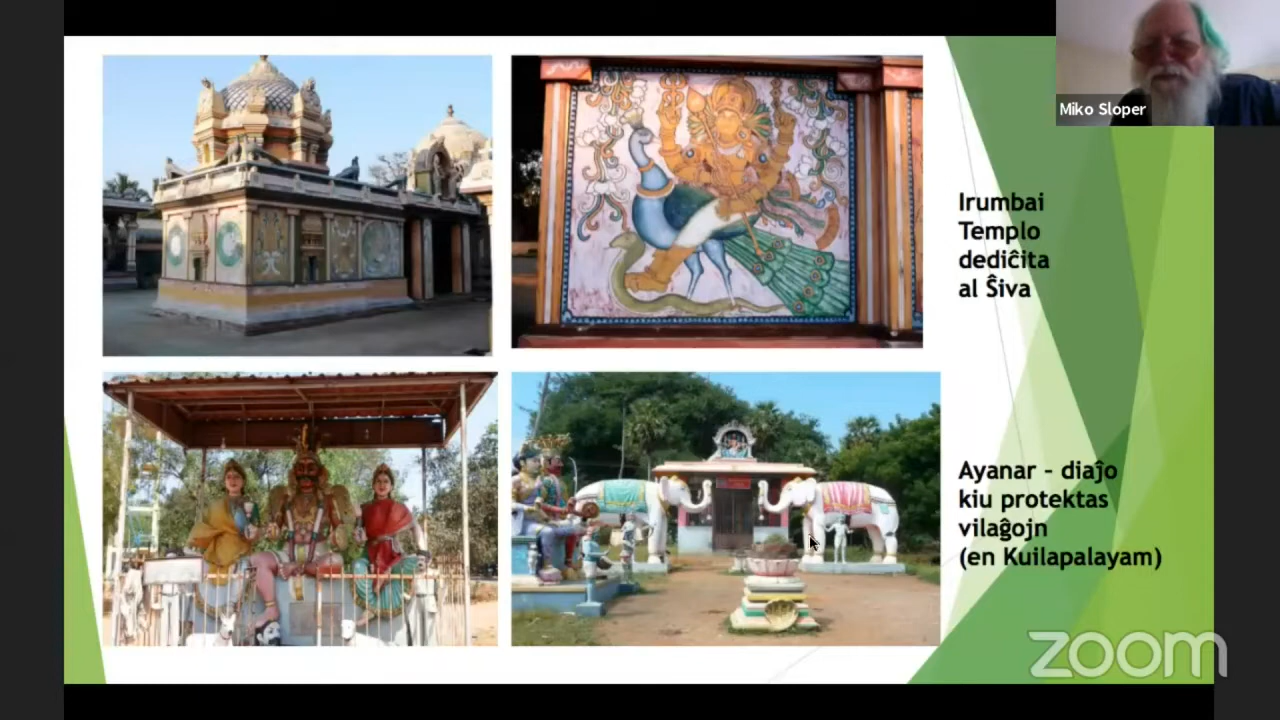 Miko Sloper
Irumbai
Templo
dediĉita
al Ŝiva
Ayanar – diaĵo
kiu protektas
vilaĝojn
(en Kuilapalayam)
zoom